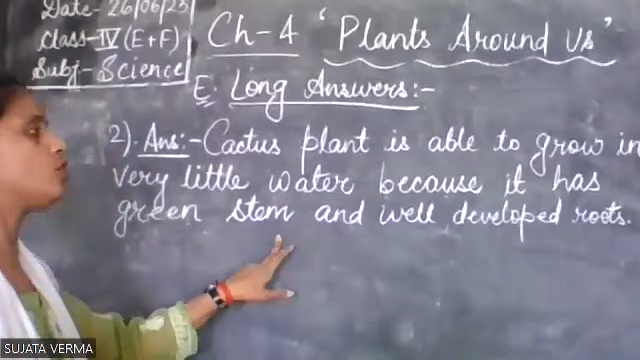 Date- 26/06/23
Class-IV (E+F)
Subj- Science
Ch-4 'Plants Around Us'
E. Long Answers:-
2). Ans:- Cactus plant is able to grow in
very little water because it has
green stem and well developed roots.
SUJATA VERMA